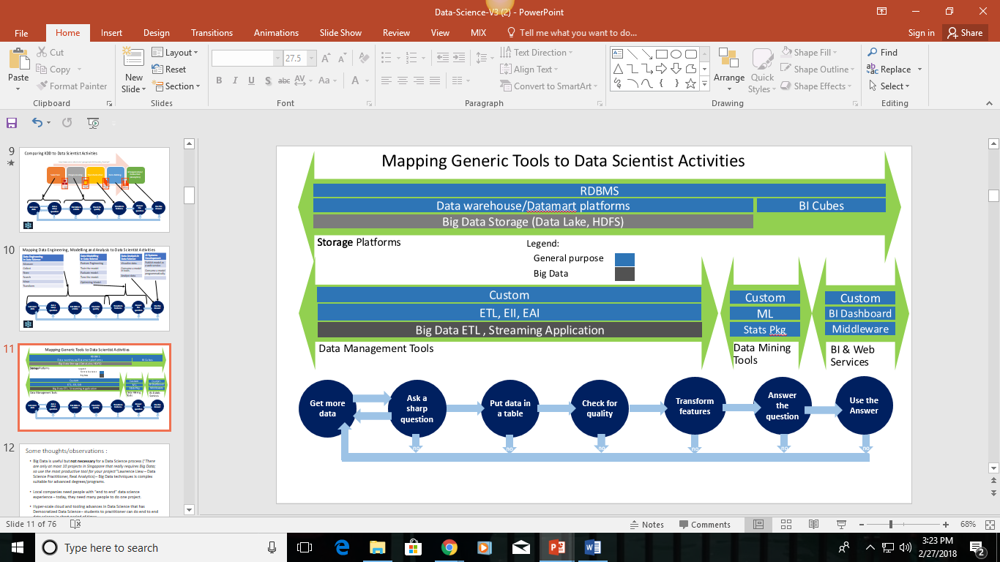 Data-Science-V3 (2) - PowerPoint
File Home Insert Design Transitions Animations Slide Show Review View MIX Tell me what you want to do... Sign in Share
Paste
Cut
Copy
Format Painter
Clipboard
New Slide
Layout
Reset
Section
Slides
27.5
B I U S abc AV Aa A
Font
Text Direction
Align Text
Convert to SmartArt
Paragraph
Arrange
Quick Styles
Shape Fill
Shape Outline
Shape Effects
Drawing
Find
Replace
Select
Editing
9
Comparing KDD to Data Scientist Activities
10
Mapping Data Engineering, Modelling and Analysis to Data Scientist Activities
11
Mapping Generic Tools to Data Scientist Activities
12
Some thoughts/observations :
Big Data is useful but not necessary for a Data Science process ("There
are only at most 10 projects in Singapore that really requires Big Data;
so use the most productive tool for your project" Lawrence Liew – Data
Science Practitioner, Real Analytics)– Big Data techniques is complex
suitable for advanced degrees/programs.
Local companies need people with "end to end" data science
experience – today, they need many people to do one project.
Hyper-scale cloud and tooling advances in Data Science that has
Democratized Data Science– students to practitioner can do end to end
Mapping Generic Tools to Data Scientist Activities
RDBMS
Data warehouse/Datamart platforms
BI Cubes
Big Data Storage (Data Lake, HDFS)
Storage Platforms
Legend:
General purpose
Big Data
Custom
ETL, EII, EAI
Big Data ETL , Streaming Application
Data Management Tools
Custom
ML
Stats Pkg
Data Mining
Tools
Custom
BI Dashboard
Middleware
BI & Web
Services
Get more
data
Ask a
sharp
question
Put data in
a table
Check for
quality
Transform
features
Answer
the
question
Use the
Answer
no
no
no
no
no
no
Slide 11 of 76
Notes
Comments
68%
Type here to search
3:23 PM
2/27/2018
2